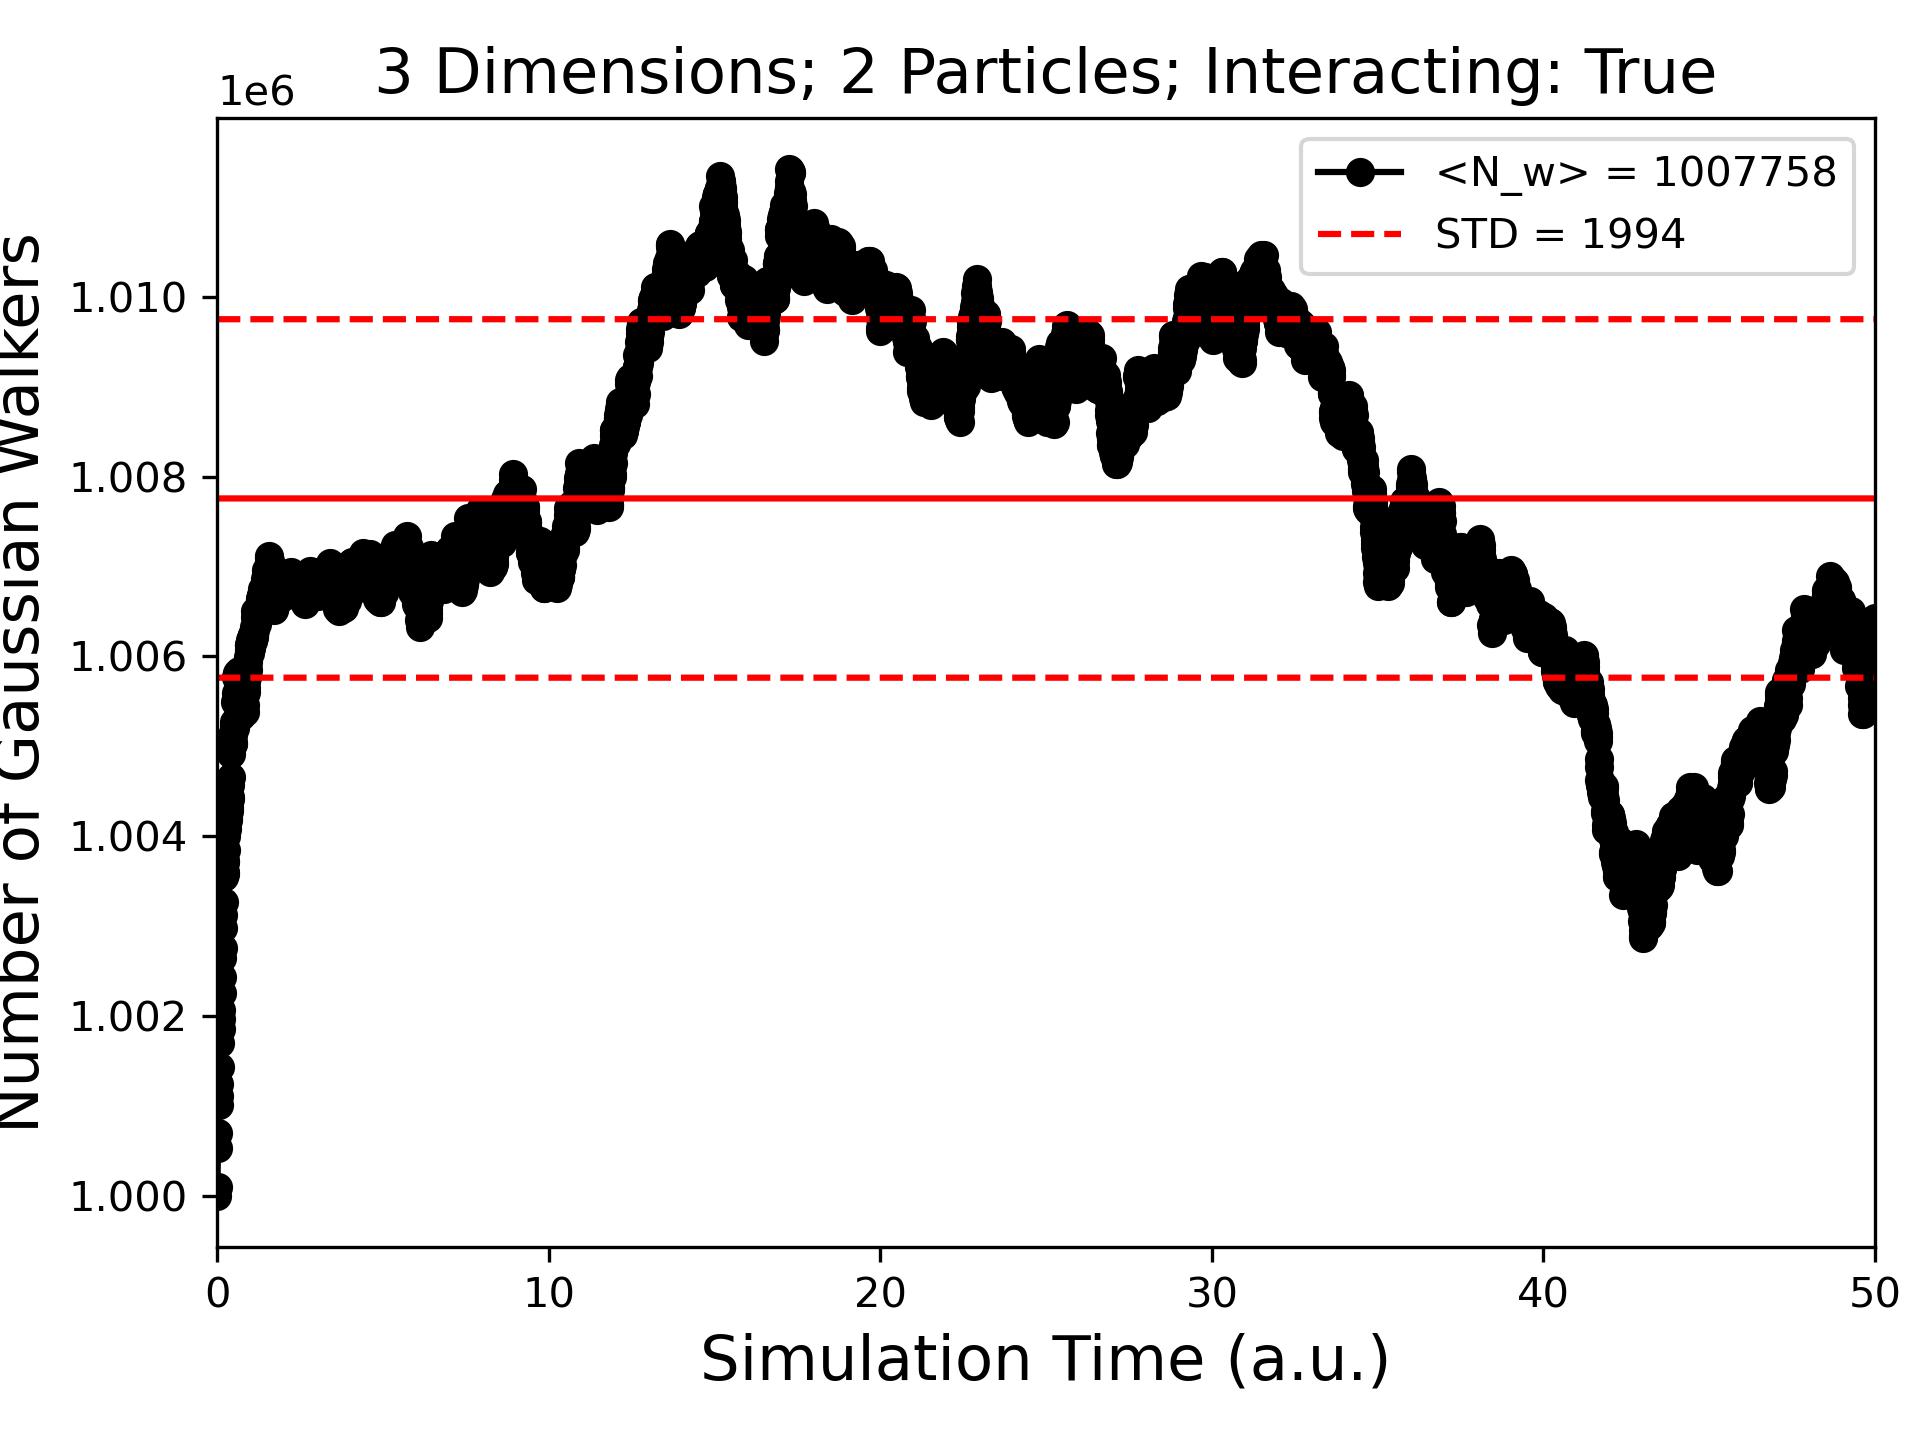 3 Dimensions; 2 Particles; Interacting: True
1e6
<N_w> = 1007758
STD = 1994
Number of Gaussian Walkers
1.010
1.008
1.006
1.004
1.002
1.000
0 10 20 30 40 50
Simulation Time (a.u.)